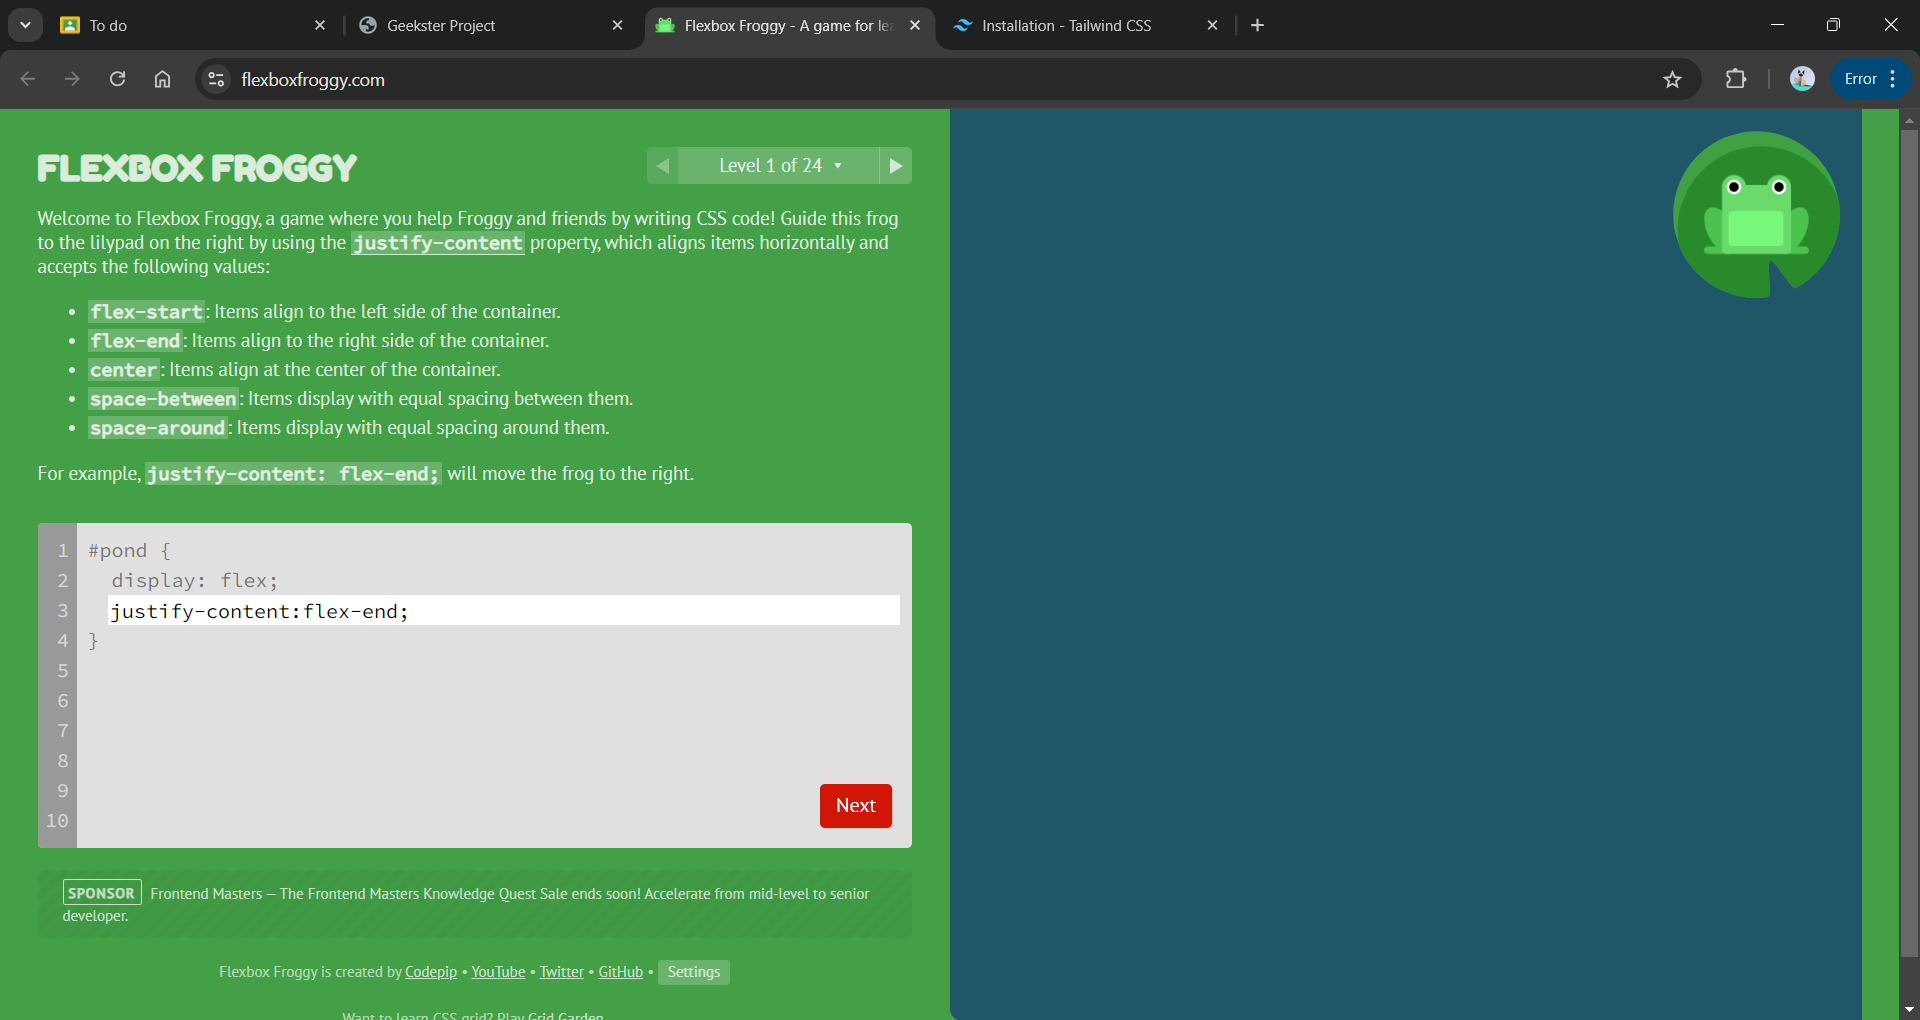 To do
Geekster Project
Flexbox Froggy - A game for le
Installation - Tailwind CSS
flexboxfroggy.com
Error
FLEXBOX FROGGY
Level 1 of 24
Welcome to Flexbox Froggy, a game where you help Froggy and friends by writing CSS code! Guide this frog
to the lilypad on the right by using the justify-content property, which aligns items horizontally and
accepts the following values:
• flex-start: Items align to the left side of the container.
• flex-end: Items align to the right side of the container.
• center: Items align at the center of the container.
• space-between: Items display with equal spacing between them.
• space-around: Items display with equal spacing around them.
For example, justify-content: flex-end; will move the frog to the right.
1 #pond {
2 display: flex;
3 justify-content:flex-end;
4 }
5
6
7
8
9
10
Next
SPONSOR Frontend Masters — The Frontend Masters Knowledge Quest Sale ends soon! Accelerate from mid-level to senior
developer.
Flexbox Froggy is created by Codepip • YouTube • Twitter • GitHub • Settings
Want to learn CSS grid? Play Grid Garden